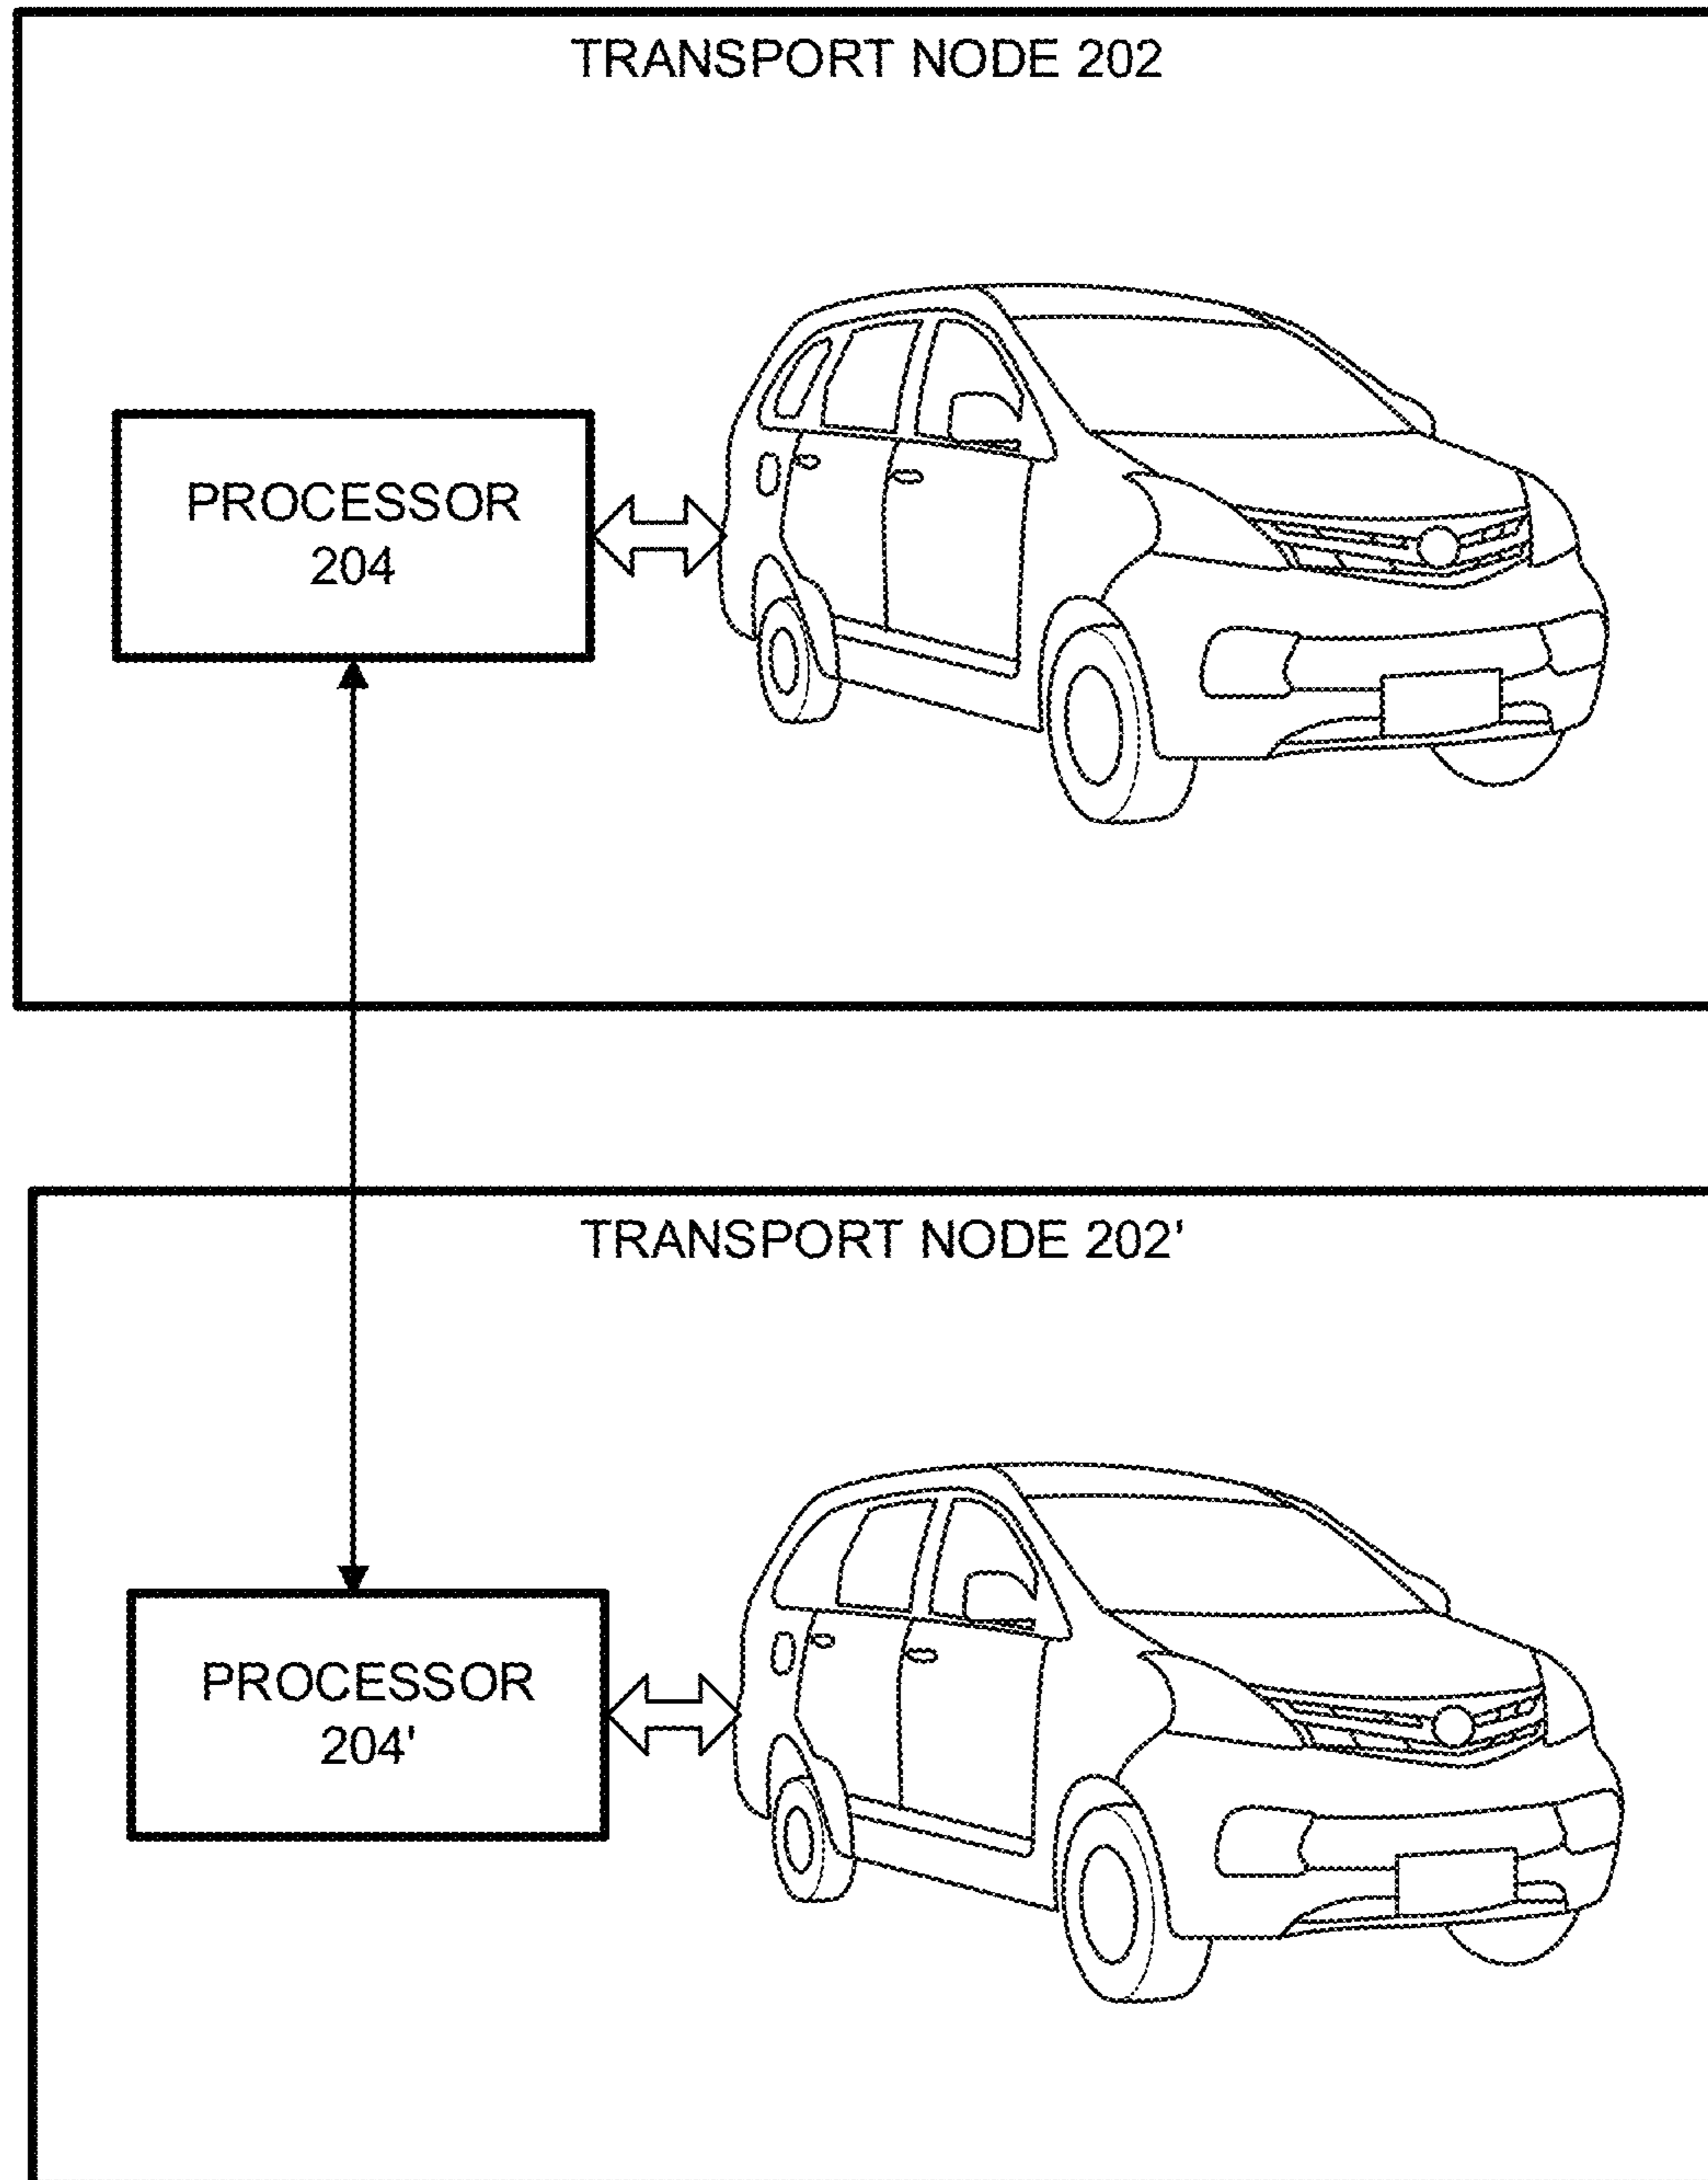 TRANSPORT NODE 202
PROCESSOR
204
TRANSPORT NODE 202'
PROCESSOR
204'